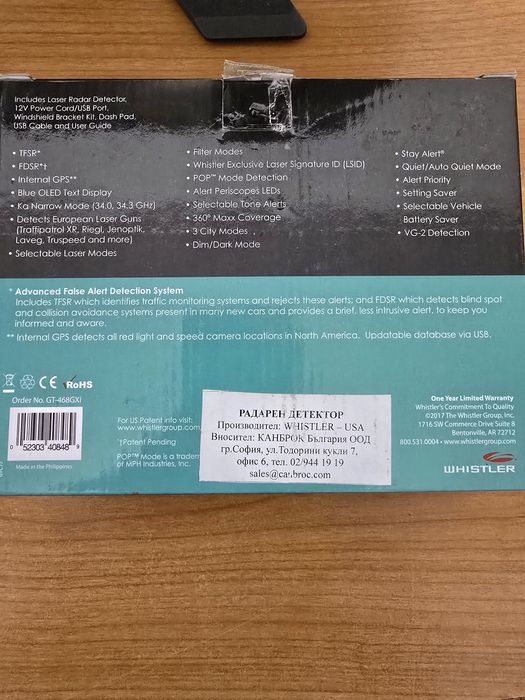 Includes Laser Radar Detector,
12V Power Cord/USB Port,
Windshield Bracket Kit, Dash Pad,
USB Cable and User Guide
• TFSR*
• FDSR*†
• Internal GPS**
• Blue OLED Text Display
• Ka Narrow Mode (34.0, 34.3 GHz)
• Detects European Laser Guns
(Traffipatrol XR, Riegl, Jenoptik,
Laveg, Truspeed and more)
• Selectable Laser Modes
• Filter Modes
• Whistler Exclusive Laser Signature ID (LSID)
• POP™ Mode Detection
• Alert Periscopes LEDs
• Selectable Tone Alerts
• 360° Maxx Coverage
• 3 City Modes
• Dim/Dark Mode
• Stay Alert®
• Quiet/Auto Quiet Mode
• Alert Priority
• Setting Saver
• Selectable Vehicle
Battery Saver
• VG-2 Detection
* Advanced False Alert Detection System
Includes TFSR which identifies traffic monitoring systems and rejects these alerts; and FDSR which detects blind spot
and collision avoidance systems present in many new cars and provides a brief, less intrusive alert, to keep you
informed and aware.
** Internal GPS detects all red light and speed camera locations in North America. Updatable database via USB.
CE RoHS
Order No. GT-468GXi
0 52303 40848 9
Made in the Philippines
For US Patent info visit:
www.whistlergroup.com
†Patent Pending
POP™ Mode is a tradem
of MPH Industries, Inc.
РАДАРЕН ДЕТЕКТОР
Производител: WHISTLER – USA
Вносител: КАНБРОК България ООД
гр.София, ул.Тодорини кукли 7,
офис 6, тел. 02/944 19 19
sales@canbroc.com
One Year Limited Warranty
Whistler's Commitment To Quality
©2017 The Whistler Group, Inc.
1716 SW Commerce Drive Suite 8
Bentonville, AR 72712
800.531.0004 • www.whistlergroup.com
WHISTLER